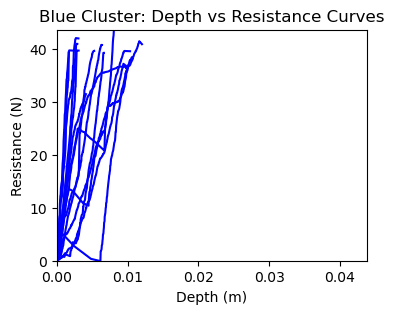 Blue Cluster: Depth vs Resistance Curves
Resistance (N)
40
30
20
10
0
0.00 0.01 0.02 0.03 0.04
Depth (m)